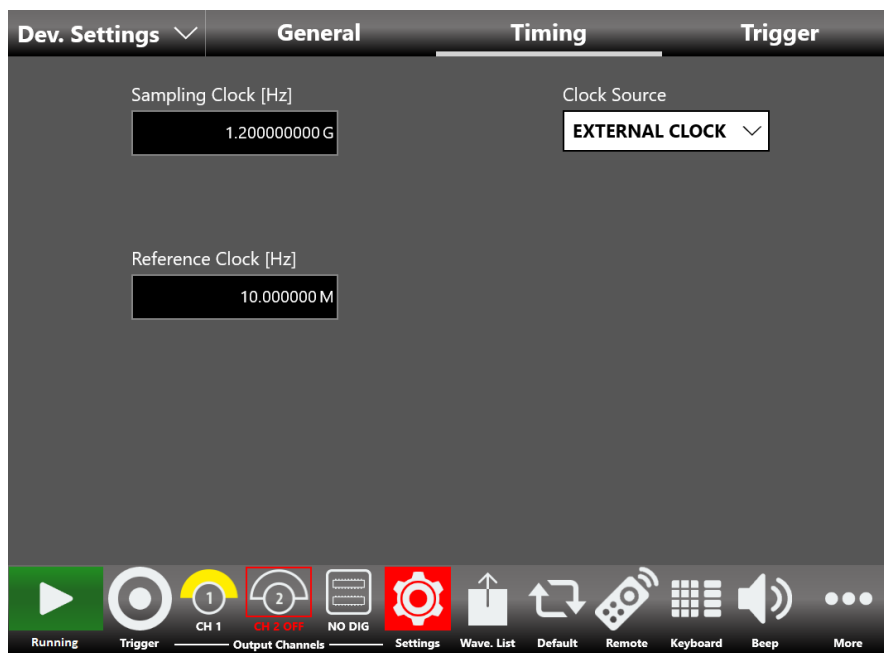 Dev. Settings
General
Timing
Trigger
Sampling Clock [Hz]
1.200000000 G
Clock Source
EXTERNAL CLOCK
Reference Clock [Hz]
10.000000 M
1
2
CH 1
CH 2 OFF
NO DIG
Running
Trigger
Output Channels
Settings
Wave. List
Default
Remote
Keyboard
Beep
More